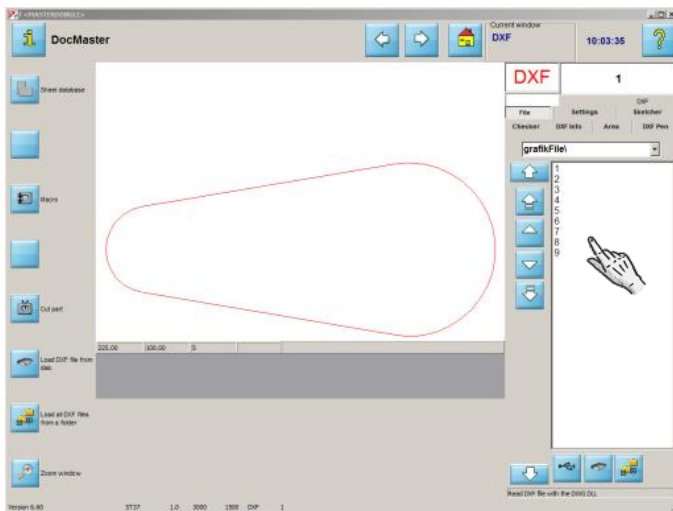 DocMaster
Current window
DXF
10:03:35
Sheet database
Macro
Cut part
Load DXF file from
Load all DXF files
from a folder
Zoom window
DXF 1
File Settings DXF Sketcher
Checker DXF info Area DXF Pen
grafikFile\
1
2
3
4
5
6
7
8
9
225.00 100.00 5
Read DXF file with the DWG DLL
Version 6.60 ST37 1.0 3000 1500 DXF 1